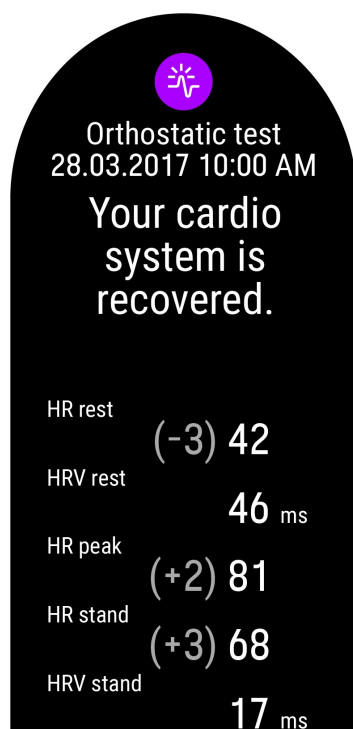 Orthostatic test
28.03.2017 10:00 AM
Your cardio
system is
recovered.
HR rest
(-3) 42
HRV rest
46 ms
HR peak
(+2) 81
HR stand
(+3) 68
HRV stand
17 ms